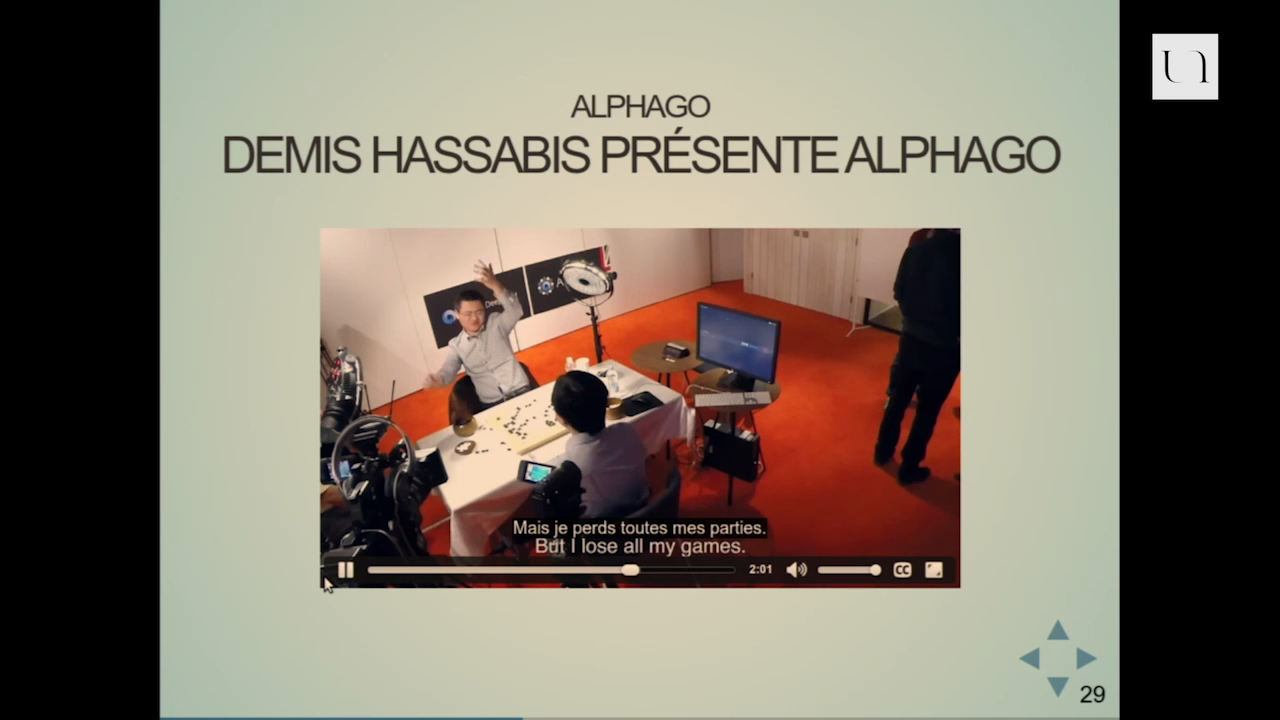 ALPHAGO
DEMIS HASSABIS PRÉSENTE ALPHAGO
Mais je perds toutes mes parties.
But I lose all my games.
2:01
CC
29